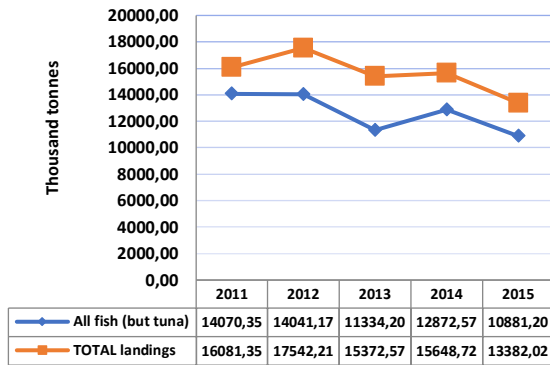 20000,00
18000,00
16000,00
14000,00
12000,00
10000,00
8000,00
6000,00
4000,00
2000,00
0,00
Thousand tonnes
2011 2012 2013 2014 2015
All fish (but tuna) 14070,35 14041,17 11334,20 12872,57 10881,20
TOTAL landings 16081,35 17542,21 15372,57 15648,72 13382,02